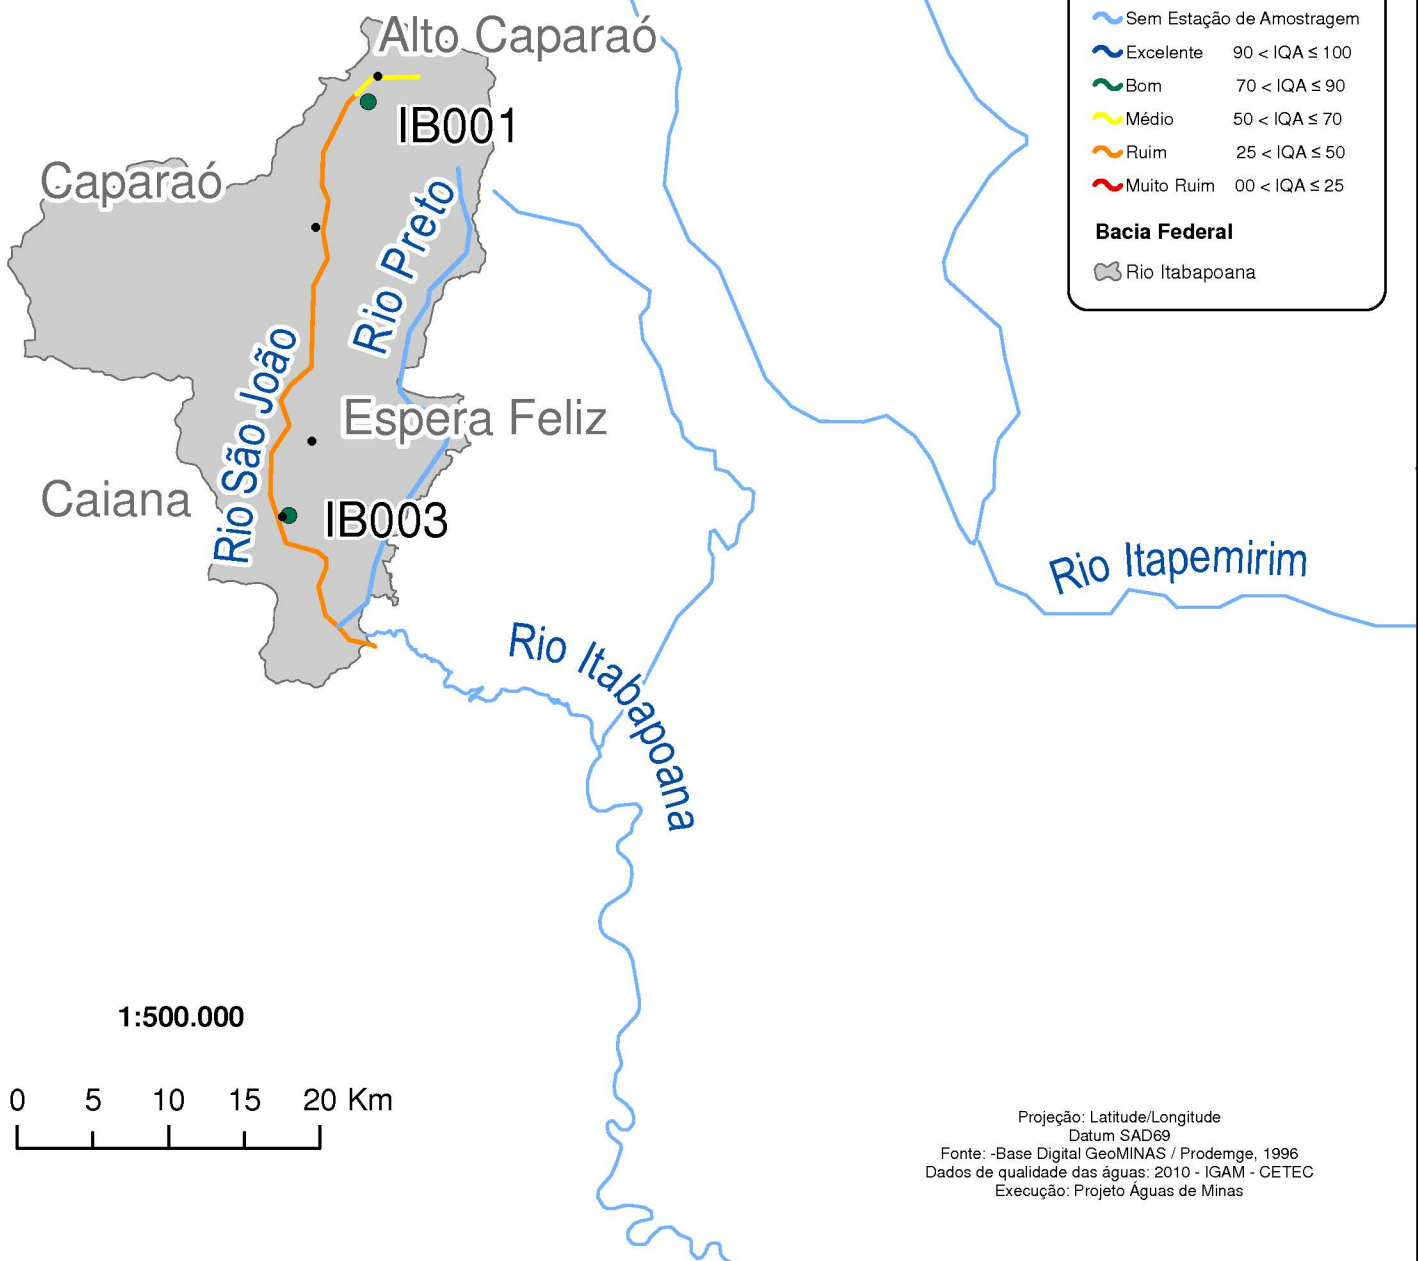 Sem Estação de Amostragem
Excelente 90 < IQA ≤ 100
Bom 70 < IQA ≤ 90
Médio 50 < IQA ≤ 70
Ruim 25 < IQA ≤ 50
Muito Ruim 00 < IQA ≤ 25
Bacia Federal
Rio Itabapoana
Alto Caparaó
IB001
Caparaó
Rio Preto
Rio São João
Espera Feliz
Caiana
IB003
Rio Itapemirim
Rio Itabapoana
1:500.000
0 5 10 15 20 Km
Projeção: Latitude/Longitude
Datum SAD69
Fonte: -Base Digital GeoMINAS / Prodemge, 1996
Dados de qualidade das águas: 2010 - IGAM - CETEC
Execução: Projeto Águas de Minas